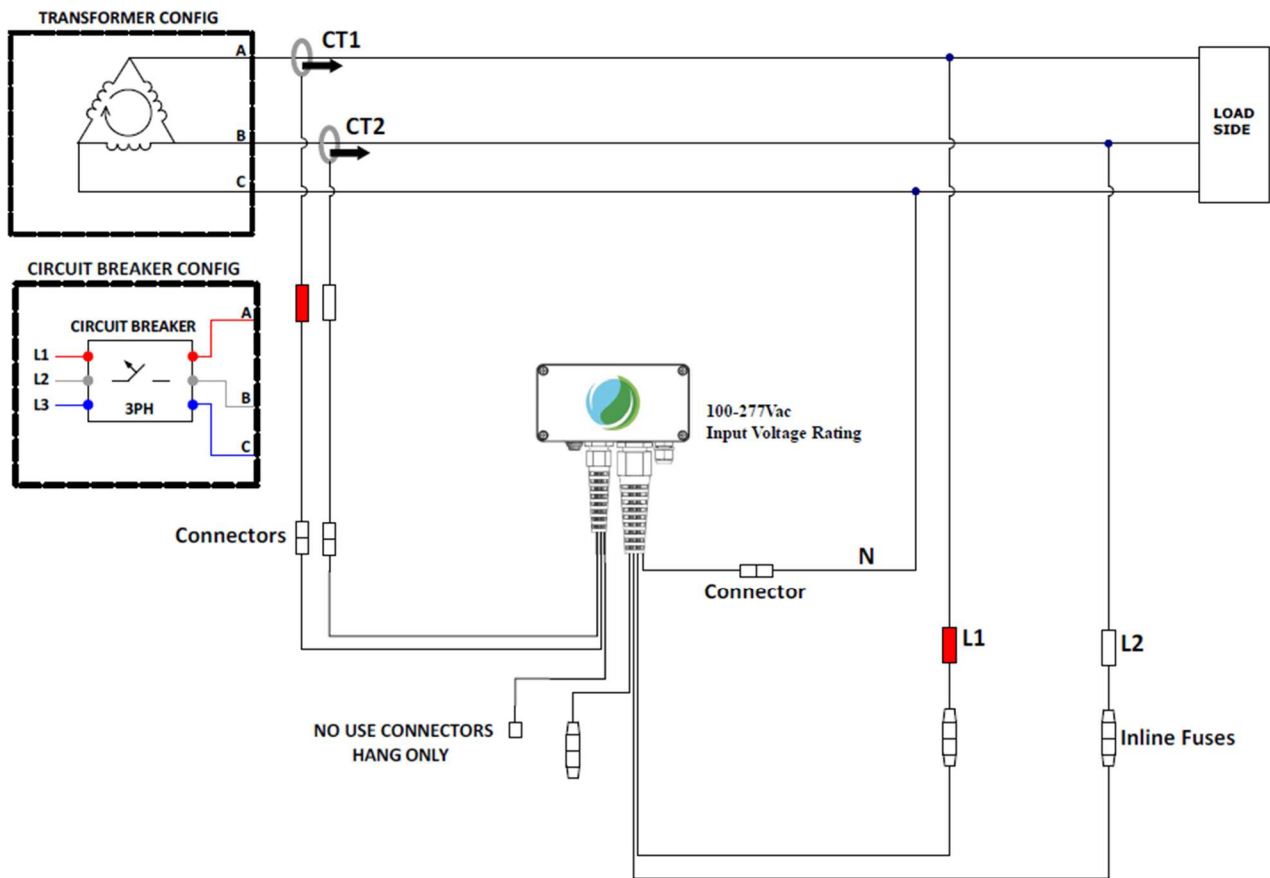 TRANSFORMER CONFIG
A
CT1
B
CT2
C
LOAD
SIDE
CIRCUIT BREAKER CONFIG
A
CIRCUIT BREAKER
L1
L2
B
L3
3PH
C
100-277Vac
Input Voltage Rating
Connectors
N
Connector
L1
L2
NO USE CONNECTORS
HANG ONLY
Inline Fuses